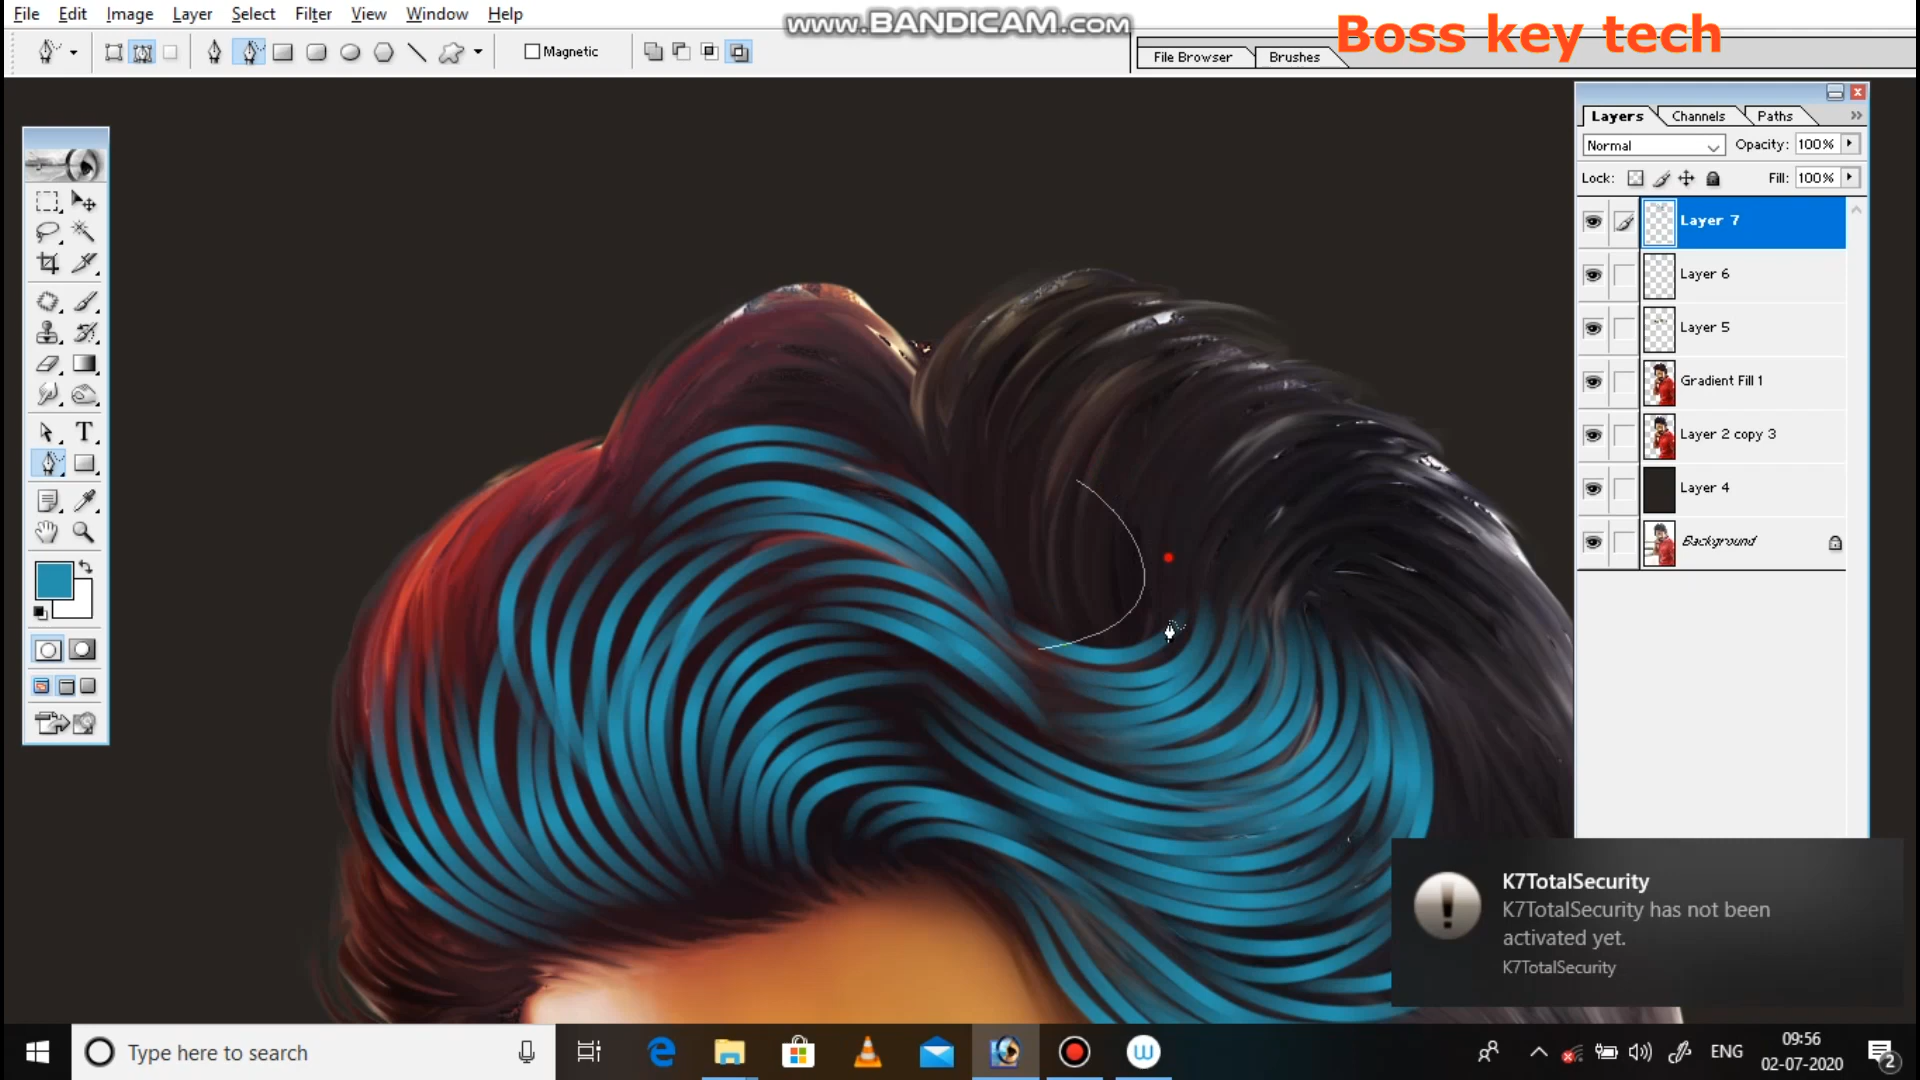 File Edit Image Layer Select Filter View Window Help
www.BANDICAM.com
Boss key tech
Magnetic
File Browser Brushes
Layers Channels Paths
Normal Opacity: 100%
Lock: Fill: 100%
Layer 7
Layer 6
Layer 5
Gradient Fill 1
Layer 2 copy 3
Layer 4
Background
T
K7TotalSecurity
K7TotalSecurity has not been
activated yet.
K7TotalSecurity
Type here to search
ENG
09:56
02-07-2020
2